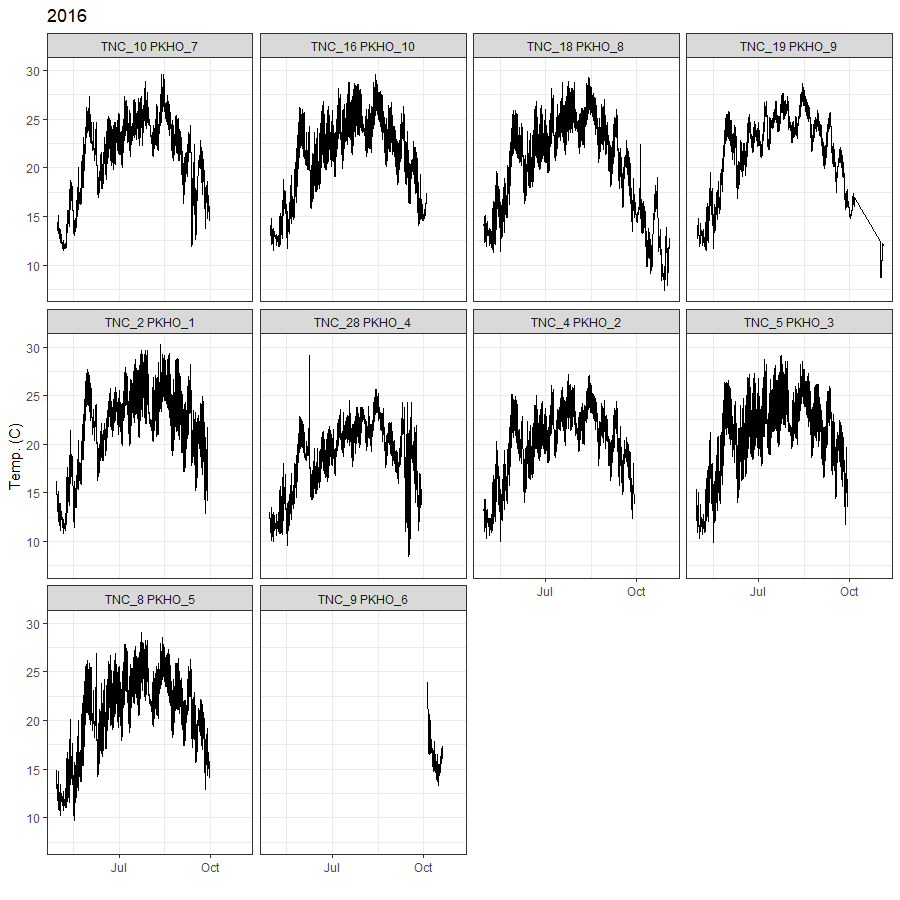 2016
TNC_10 PKHO_7
TNC_16 PKHO_10
TNC_18 PKHO_8
TNC_19 PKHO_9
30
25
20
15
10
TNC_2 PKHO_1
TNC_28 PKHO_4
TNC_4 PKHO_2
TNC_5 PKHO_3
Temp. (C)
30
25
20
15
10
Jul Oct
Jul Oct
TNC_8 PKHO_5
TNC_9 PKHO_6
30
25
20
15
10
Jul Oct
Jul Oct